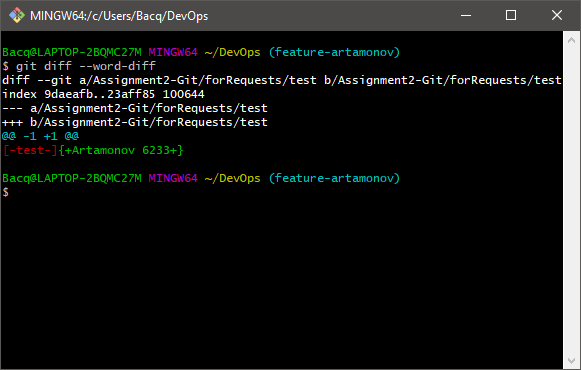 MINGW64:/c/Users/Bacq/DevOps
Bacq@LAPTOP-2BQMC27M MINGW64 ~/DevOps (feature-artamonov)
$ git diff --word-diff
diff --git a/Assignment2-Git/forRequests/test b/Assignment2-Git/forRequests/test
index 9daeafb..23aff85 100644
--- a/Assignment2-Git/forRequests/test
+++ b/Assignment2-Git/forRequests/test
@@ -1 +1 @@
[-test-]{+Artamonov 6233+}
Bacq@LAPTOP-2BQMC27M MINGW64 ~/DevOps (feature-artamonov)
$